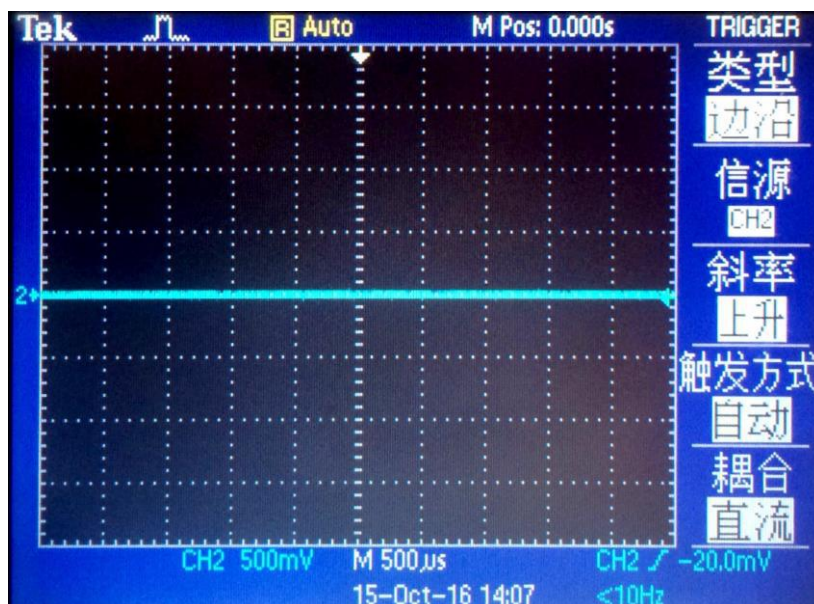 Tek R Auto M Pos: 0.000s TRIGGER
类型
边沿
信源
CH2
斜率
上升
触发方式
自动
耦合
直流
2
CH2 500mV M 500µs CH2 -20.0mV
15-Oct-16 14:07 <10Hz